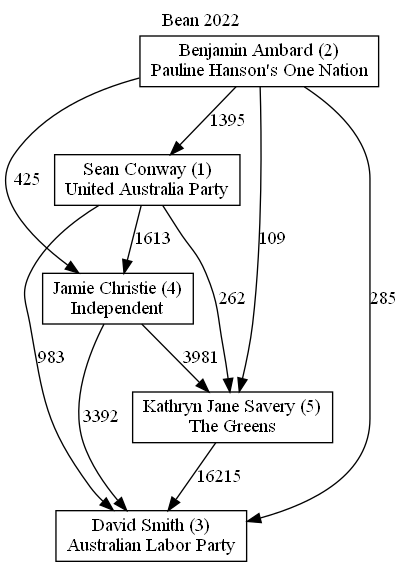 Bean 2022
Benjamin Ambard (2)
Pauline Hanson's One Nation
1395
Sean Conway (1)
United Australia Party
425
1613
109
Jamie Christie (4)
Independent
262
285
983
3981
3392
Kathryn Jane Savery (5)
The Greens
16215
David Smith (3)
Australian Labor Party